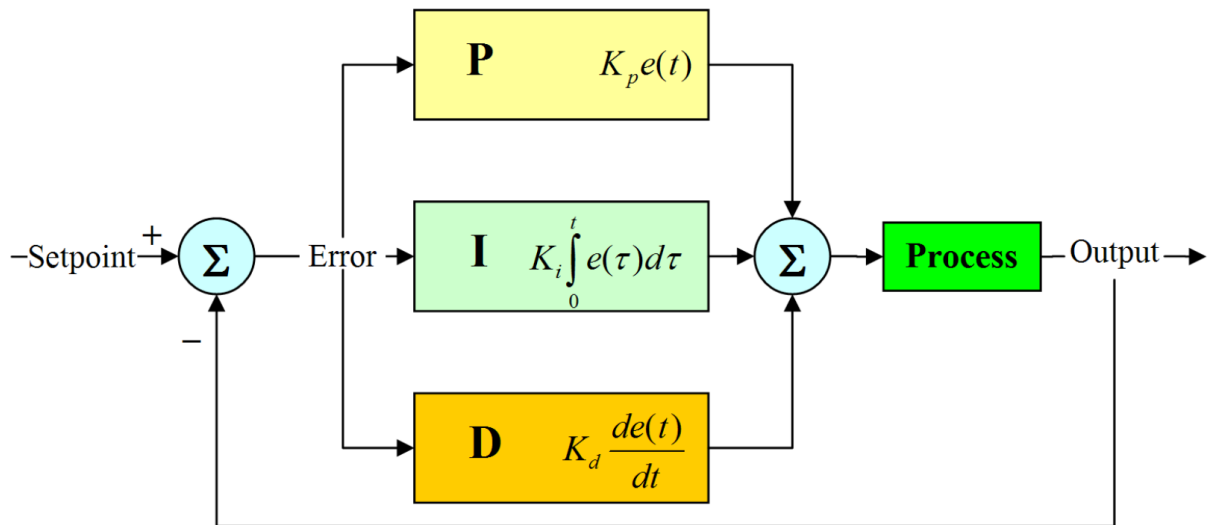 P K_p e(t)
Setpoint + Σ Error I K_i ∫_0^t e(τ)dτ Σ Process Output
−
D K_d de(t)/dt